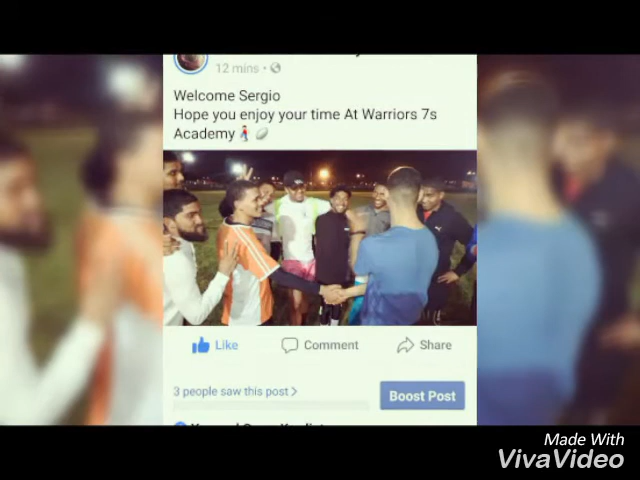 12 mins •
Welcome Sergio
Hope you enjoy your time At Warriors 7s
Academy
Like
Comment
Share
3 people saw this post >
Boost Post
Made With
VivaVideo